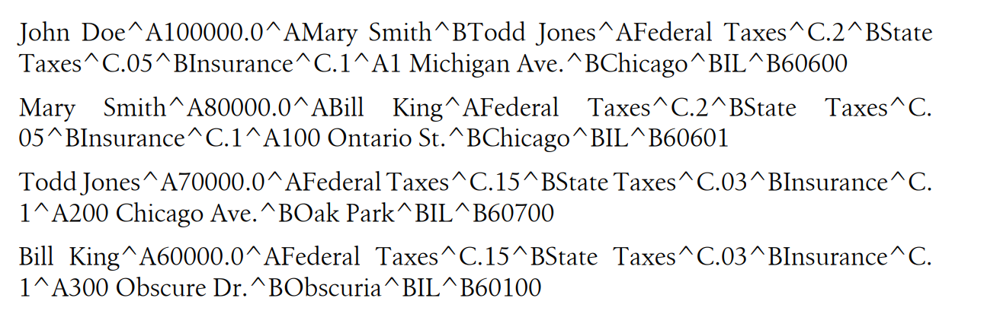 John Doe^A100000.0^AMary Smith^BTodd Jones^AFederal Taxes^C.2^BState
Taxes^C.05^BInsurance^C.1^A1 Michigan Ave.^BChicago^BIL^B60600
Mary Smith^A80000.0^ABill King^AFederal Taxes^C.2^BState Taxes^C.
05^BInsurance^C.1^A100 Ontario St.^BChicago^BIL^B60601
Todd Jones^A70000.0^AFederal Taxes^C.15^BState Taxes^C.03^BInsurance^C.
1^A200 Chicago Ave.^BOak Park^BIL^B60700
Bill King^A60000.0^AFederal Taxes^C.15^BState Taxes^C.03^BInsurance^C.
1^A300 Obscure Dr.^BObscuria^BIL^B60100